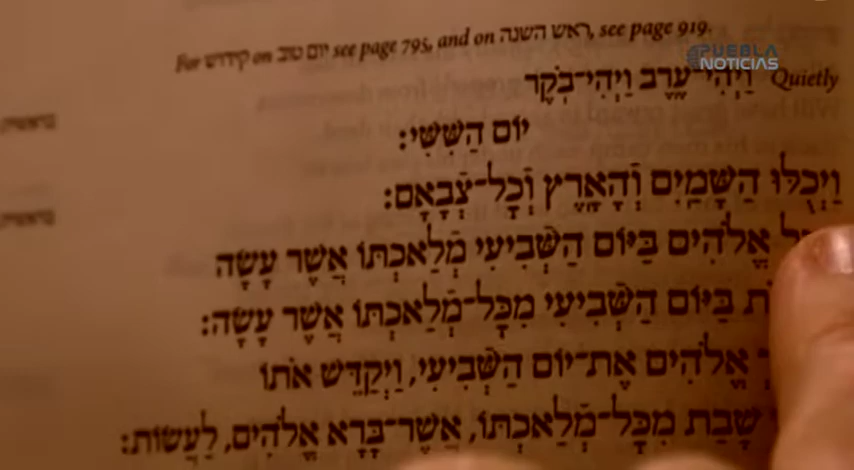 For קידוש on יום טוב see page 795, and on ראש השנה, see page 919.
PUEBLA
NOTICIAS
Quietly וַיְהִי־עֶרֶב וַיְהִי־בֹקֶר
יוֹם הַשִּׁשִּׁי:
וַיְכֻלּוּ הַשָּׁמַיִם וְהָאָרֶץ וְכָל־צְבָאָם:
אֱלֹהִים בַּיּוֹם הַשְּׁבִיעִי מְלַאכְתּוֹ אֲשֶׁר עָשָׂה
בַּיּוֹם הַשְּׁבִיעִי מִכָּל־מְלַאכְתּוֹ אֲשֶׁר עָשָׂה:
אֱלֹהִים אֶת־יוֹם הַשְּׁבִיעִי, וַיְקַדֵּשׁ אֹתוֹ
שָׁבַת מִכָּל־מְלַאכְתּוֹ, אֲשֶׁר־בָּרָא אֱלֹהִים, לַעֲשׂוֹת: